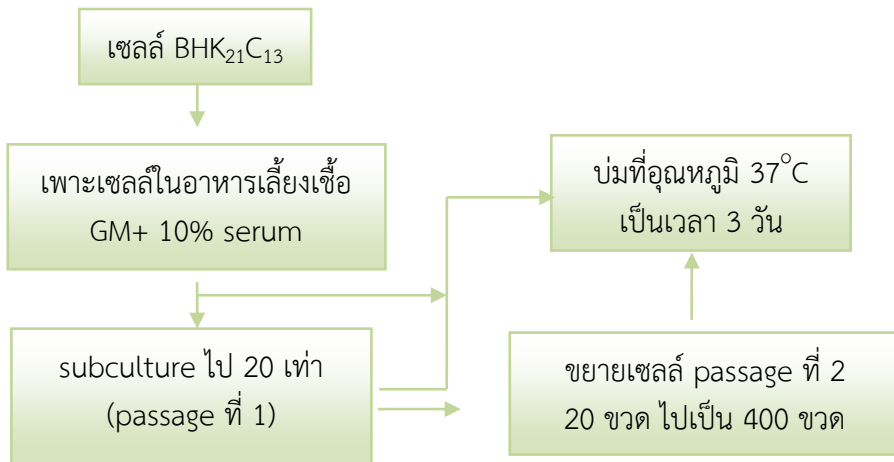 เซลล์ BHK₂₁C₁₃
เพาะเซลล์ในอาหารเลี้ยงเชื้อ
GM+ 10% serum
subculture ไป 20 เท่า
(passage ที่ 1)
บ่มที่อุณหภูมิ 37°C
เป็นเวลา 3 วัน
ขยายเซลล์ passage ที่ 2
20 ขวด ไปเป็น 400 ขวด